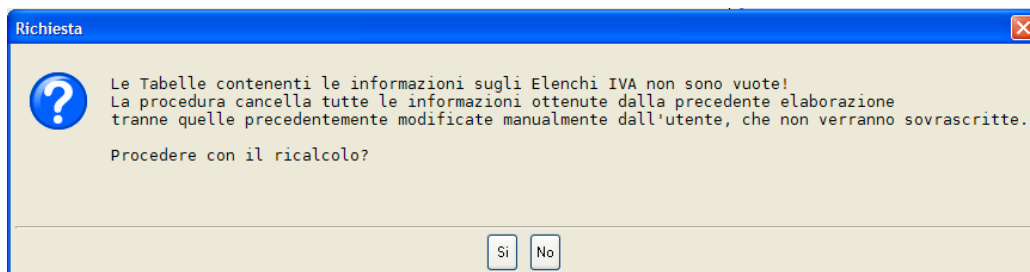 Richiesta
Le Tabelle contenenti le informazioni sugli Elenchi IVA non sono vuote!
La procedura cancella tutte le informazioni ottenute dalla precedente elaborazione
tranne quelle precedentemente modificate manualmente dall'utente, che non verranno sovrascritte.
Procedere con il ricalcolo?
Si No